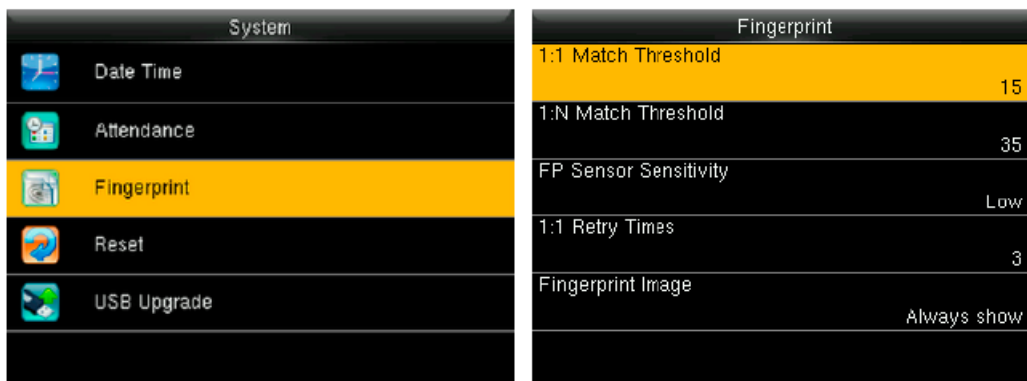 System
Date Time
Attendance
Fingerprint
Reset
USB Upgrade
Fingerprint
1:1 Match Threshold
15
1:N Match Threshold
35
FP Sensor Sensitivity
Low
1:1 Retry Times
3
Fingerprint Image
Always show